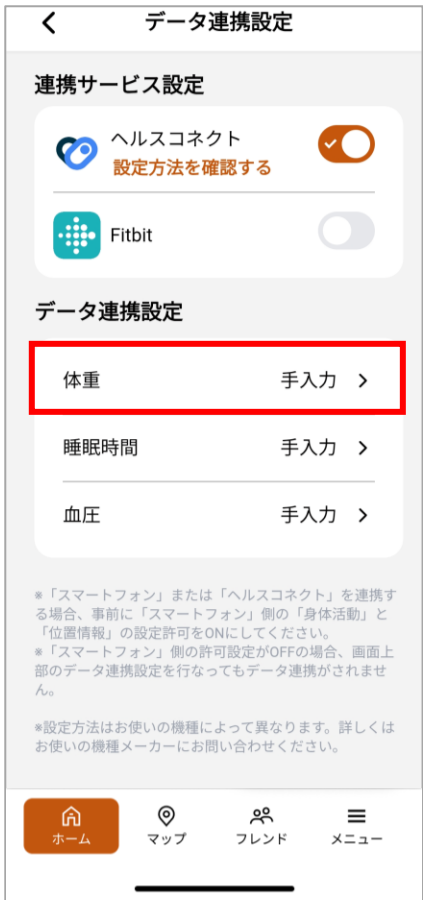 データ連携設定
連携サービス設定
ヘルスコネクト
設定方法を確認する
Fitbit
データ連携設定
体重 手入力
睡眠時間 手入力
血圧 手入力
※「スマートフォン」または「ヘルスコネクト」を連携す
る場合、事前に「スマートフォン」側の「身体活動」と
「位置情報」の設定許可をONにしてください。
※「スマートフォン」側の許可設定がOFFの場合、画面上
部のデータ連携設定を行なってもデータ連携がされませ
ん。
※設定方法はお使いの機種によって異なります。詳しくは
お使いの機種メーカーにお問い合わせください。
ホーム マップ フレンド メニュー